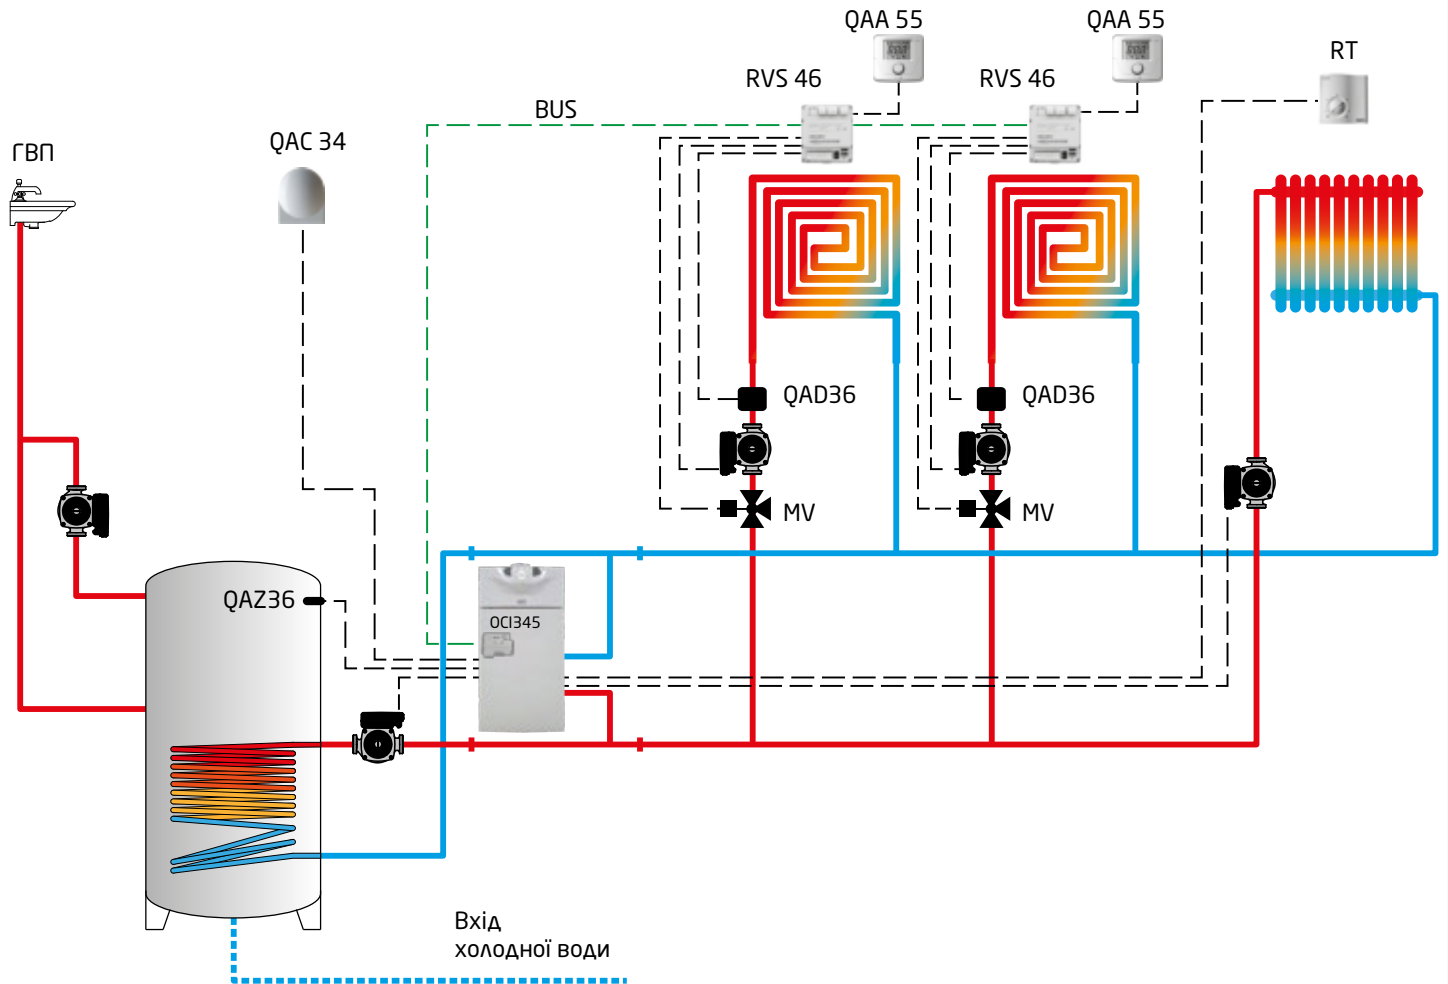 QAA 55
QAA 55
RVS 46
RVS 46
RT
BUS
QAC 34
ГВП
QAD36
QAD36
MV
MV
QAZ36
OCI345
Вхід
холодної води